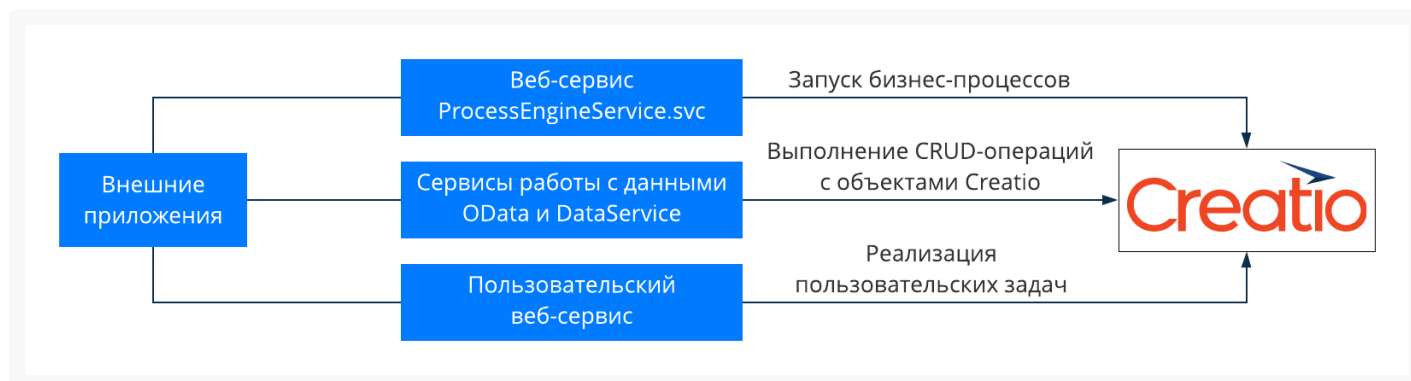 Веб-сервис
ProcessEngineService.svc
Запуск бизнес-процессов
Внешние
приложения
Сервисы работы с данными
OData и DataService
Выполнение CRUD-операций
с объектами Creatio
Creatio
Пользовательский
веб-сервис
Реализация
пользовательских задач